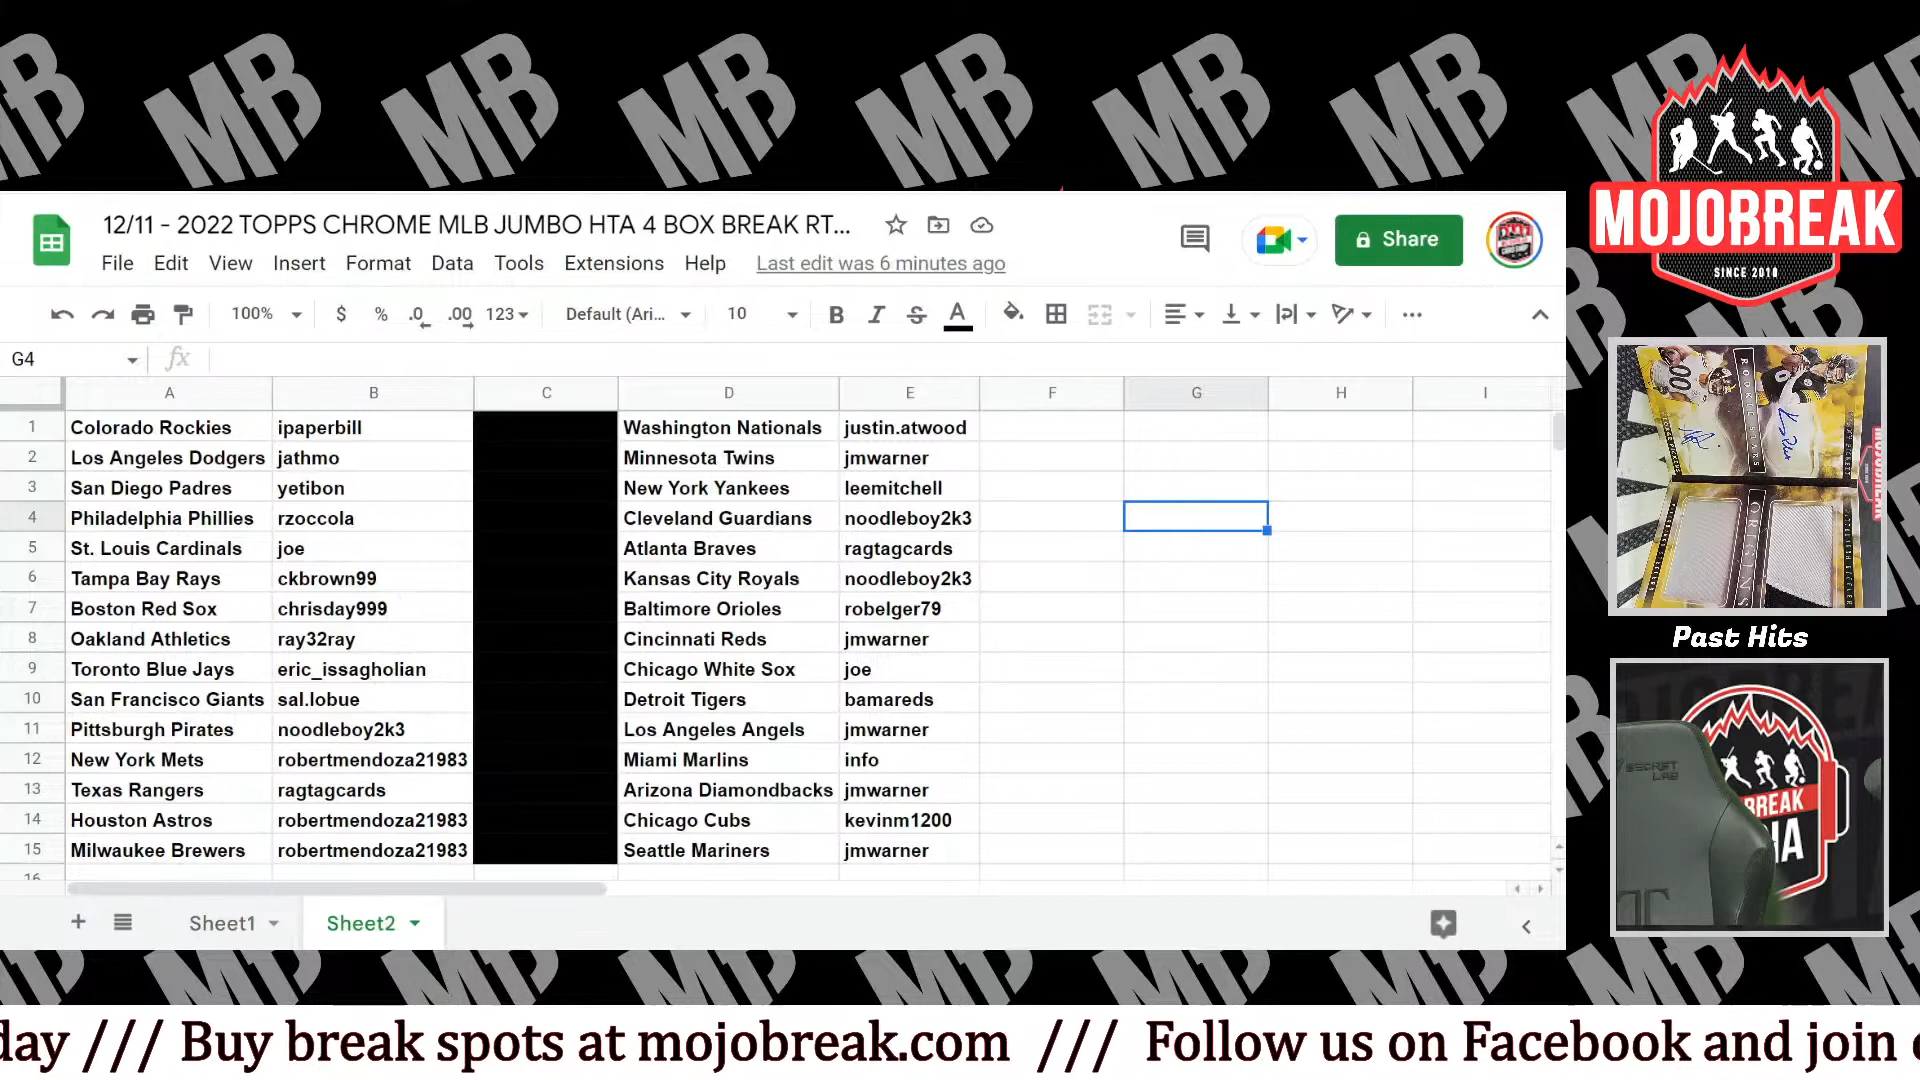 12/11 - 2022 TOPPS CHROME MLB JUMBO HTA 4 BOX BREAK RT...
File Edit View Insert Format Data Tools Extensions Help Last edit was 6 minutes ago
Share
100% $ % .0 .00 123 Default (Ari... 10 B I S A
G4 fx
A B C D E F G H I
1 Colorado Rockies ipaperbill Washington Nationals justin.atwood
2 Los Angeles Dodgers jathmo Minnesota Twins jmwarner
3 San Diego Padres yetibon New York Yankees leemitchell
4 Philadelphia Phillies rzoccola Cleveland Guardians noodleboy2k3
5 St. Louis Cardinals joe Atlanta Braves ragtagcards
6 Tampa Bay Rays ckbrown99 Kansas City Royals noodleboy2k3
7 Boston Red Sox chrisday999 Baltimore Orioles robelger79
8 Oakland Athletics ray32ray Cincinnati Reds jmwarner
9 Toronto Blue Jays eric_issagholian Chicago White Sox joe
10 San Francisco Giants sal.lobue Detroit Tigers bamareds
11 Pittsburgh Pirates noodleboy2k3 Los Angeles Angels jmwarner
12 New York Mets robertmendoza21983 Miami Marlins info
13 Texas Rangers ragtagcards Arizona Diamondbacks jmwarner
14 Houston Astros robertmendoza21983 Chicago Cubs kevinm1200
15 Milwaukee Brewers robertmendoza21983 Seattle Mariners jmwarner
16
+ Sheet1 Sheet2
MOJOBREAK
SINCE 2010
ROOKIE STARS
ORIGINS
Past Hits
SECRET
LAB
BREAK
day /// Buy break spots at mojobreak.com /// Follow us on Facebook and join